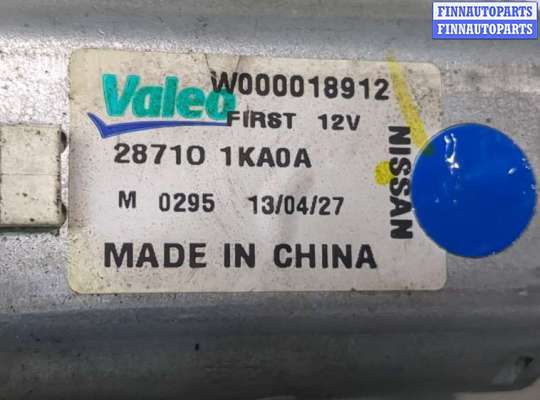 FINNAUTOPARTS
FINNAUTOPARTS
Valeo W000018912
FIRST 12V
28710 1KA0A
M 0295 13/04/27
MADE IN CHINA
NISSAN